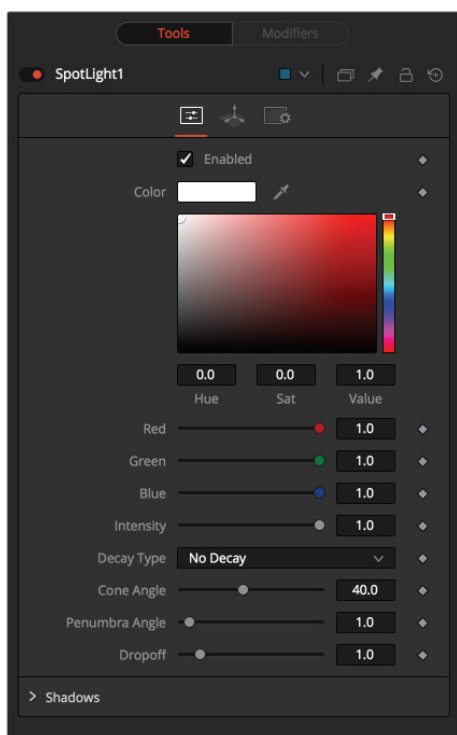 Tools Modifiers
SpotLight1
Enabled
Color
0.0 0.0 1.0
Hue Sat Value
Red 1.0
Green 1.0
Blue 1.0
Intensity 1.0
Decay Type No Decay
Cone Angle 40.0
Penumbra Angle 1.0
Dropoff 1.0
Shadows